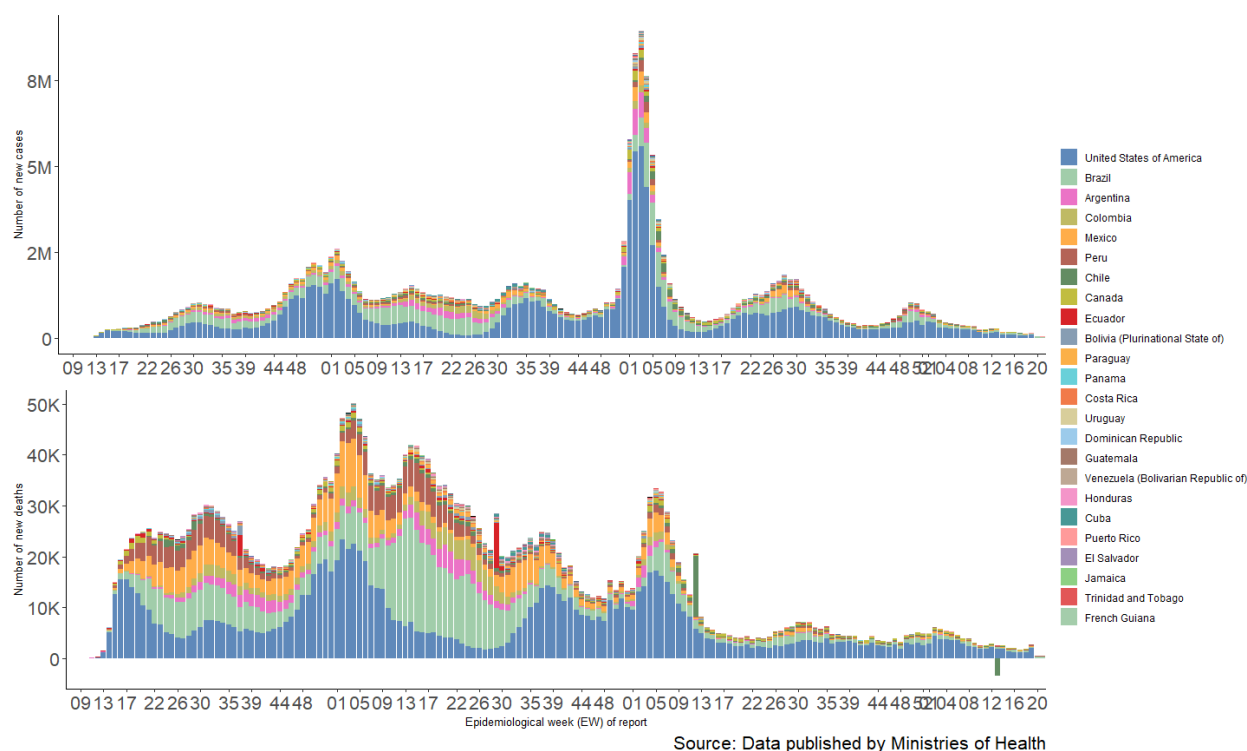 8M
5M
2M
0
Number of new cases
09 13 17 22 26 30 35 39 44 48 01 05 09 13 17 22 26 30 35 39 44 48 01 05 09 13 17 22 26 30 35 39 44 48 04 08 12 20
50K
40K
30K
20K
10K
0
Number of new deaths
09 13 17 22 26 30 35 39 44 48 01 05 09 13 17 22 26 30 35 39 44 48 01 05 09 13 17 22 26 30 35 39 44 48 04 08 12 20
Epidemiological week (EW) of report
United States of America
Brazil
Argentina
Colombia
Mexico
Peru
Chile
Canada
Ecuador
Bolivia (Plurinational State of)
Paraguay
Panama
Costa Rica
Uruguay
Dominican Republic
Guatemala
Venezuela (Bolivarian Republic of)
Honduras
Cuba
Puerto Rico
El Salvador
Jamaica
Trinidad and Tobago
French Guiana
Source: Data published by Ministries of Health